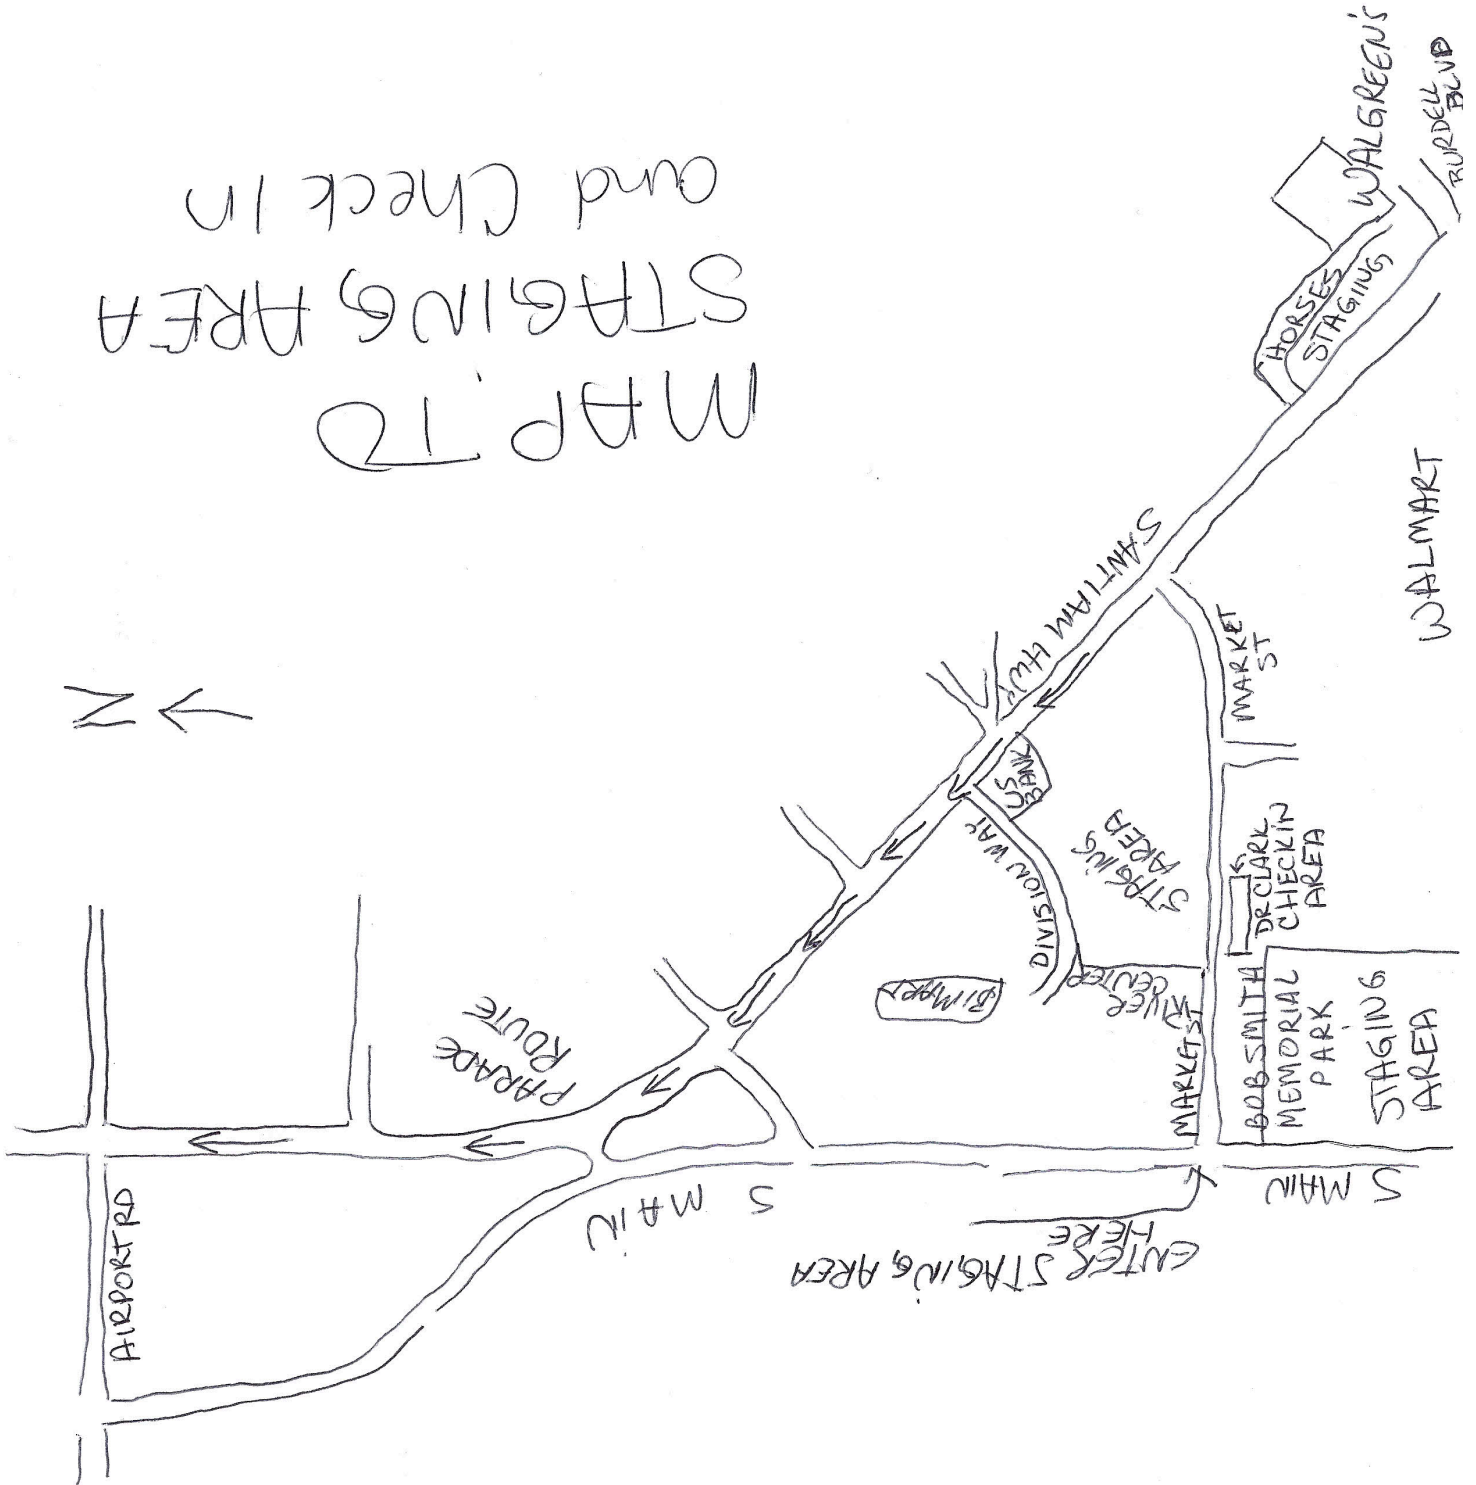 MAP TO
STAGING AREA
and Check in
N
WALGREEN'S
BURDELL
BLVD
HORSES
STAGING
WALMART
SANTIAM HWY
MARKET
ST
US
BANK
DIVISION WAY
STAGING
AREA
DR CLARK
CHECKIN
AREA
BIMART
RIVER
CENTER
MARKET ST
BOB SMITH
MEMORIAL
PARK
STAGING
AREA
PARADE
ROUTE
S MAIN
S MAIN
ENTER STAGING AREA
HERE
AIRPORT RD